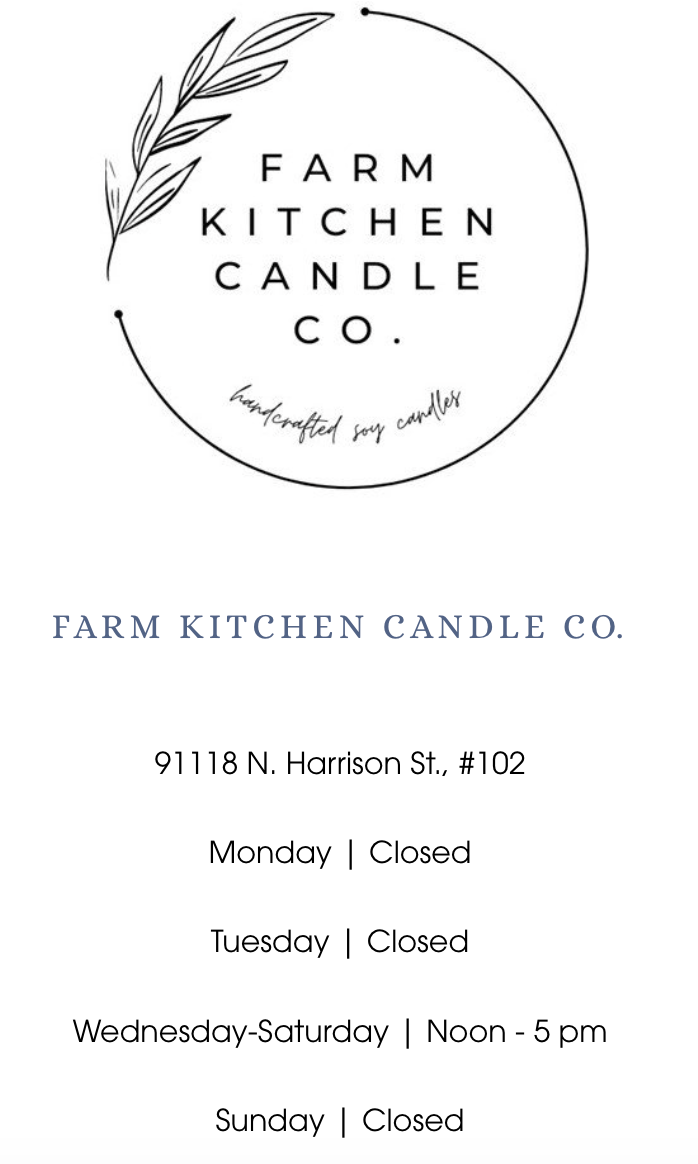 FARM
KITCHEN
CANDLE
CO.
handcrafted soy candles
FARM KITCHEN CANDLE CO.
91118 N. Harrison St., #102
Monday | Closed
Tuesday | Closed
Wednesday-Saturday | Noon - 5 pm
Sunday | Closed